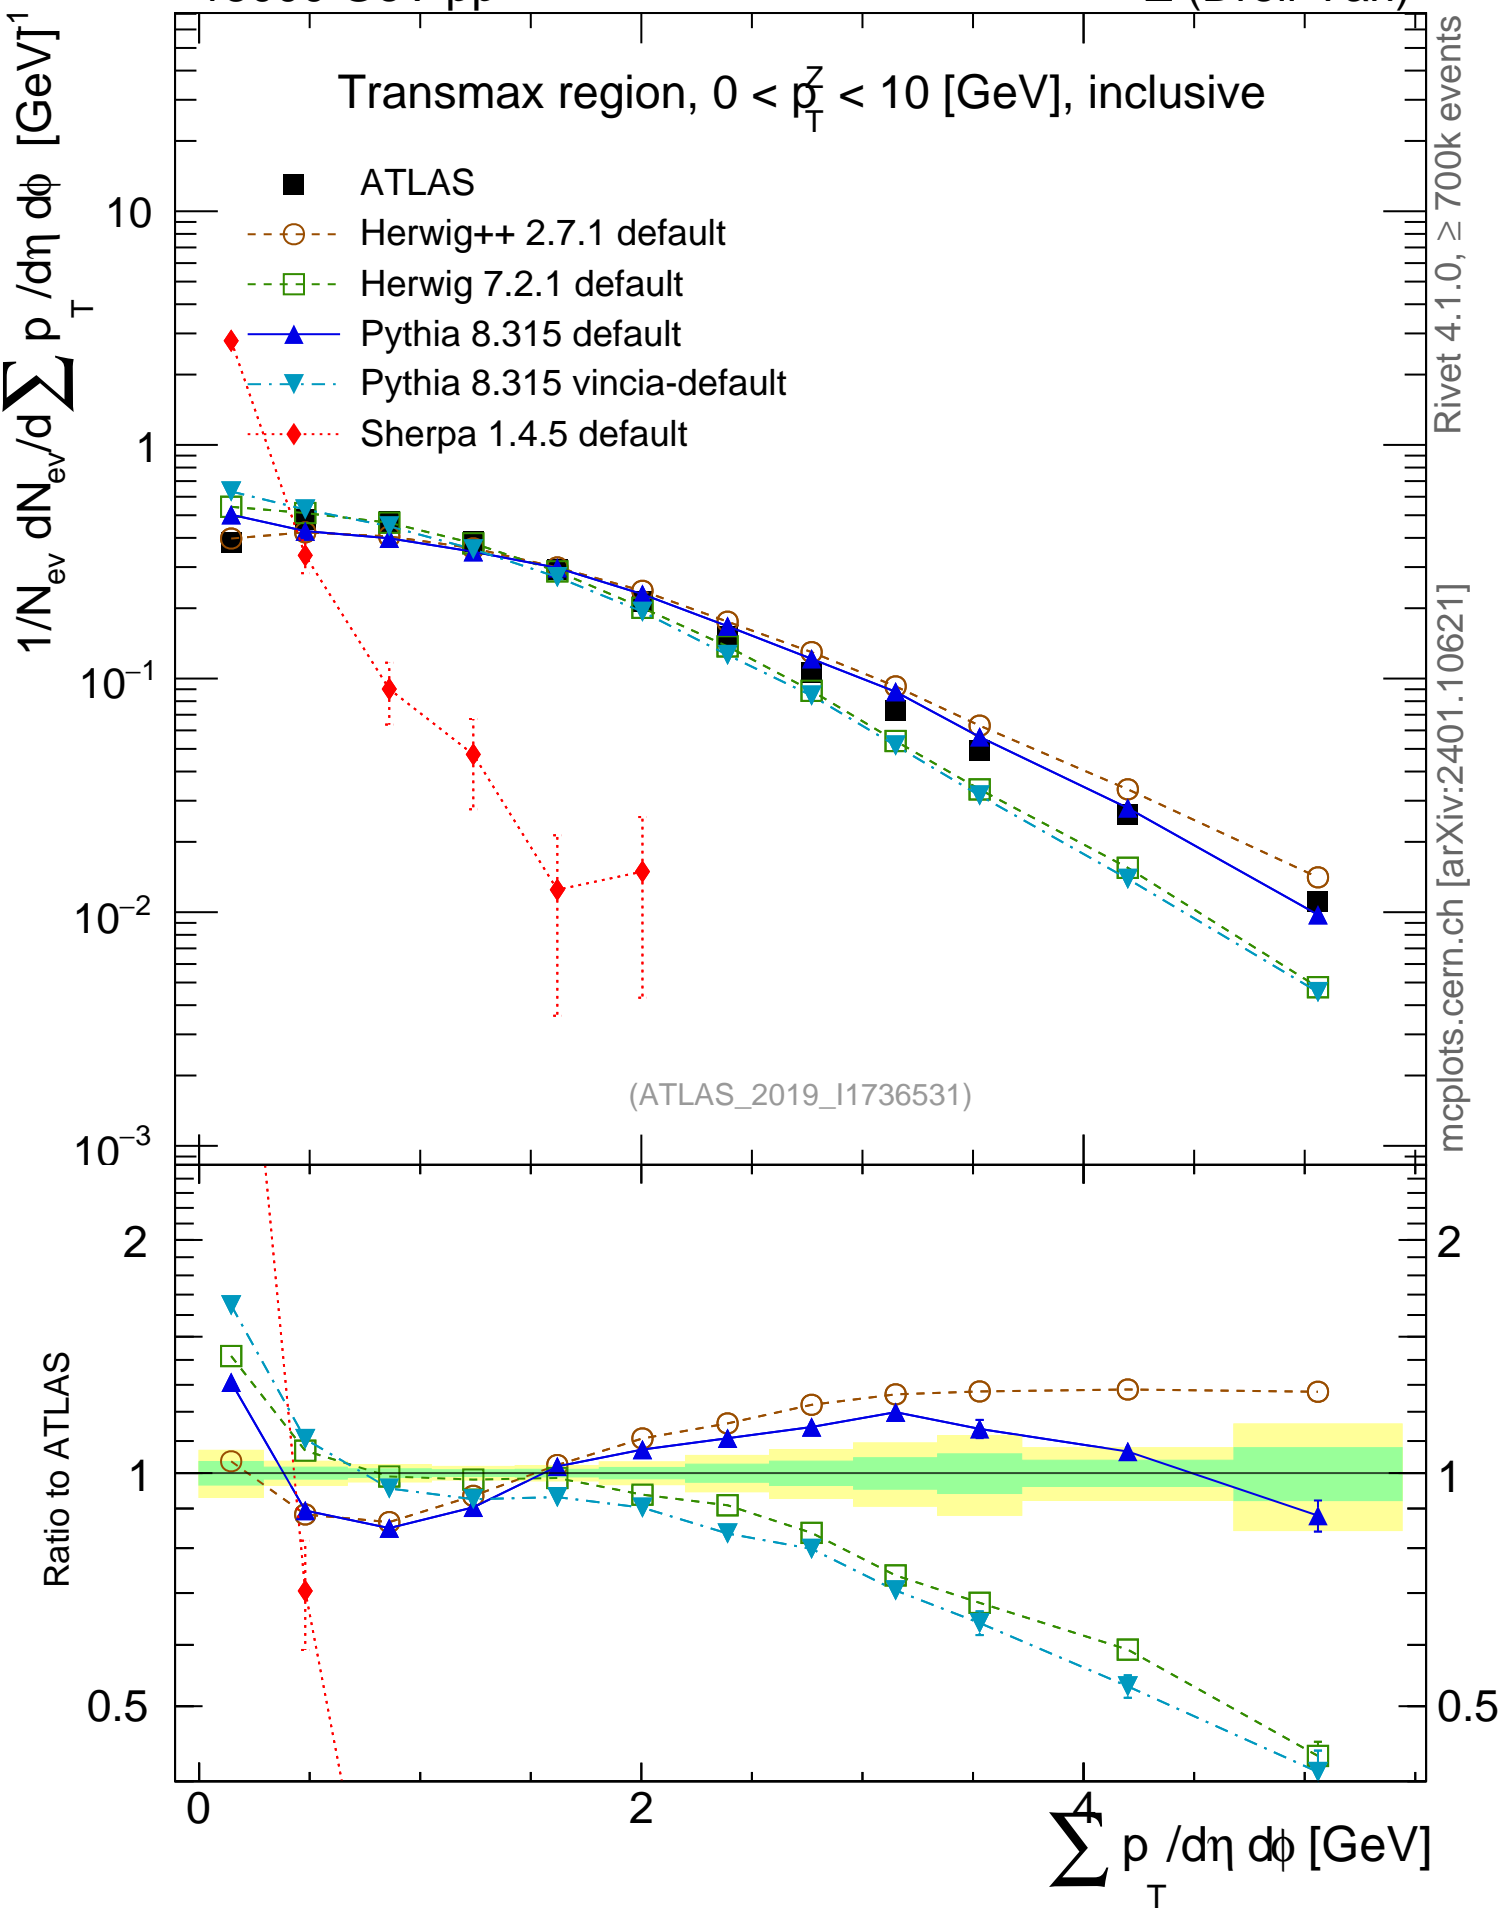 1/N_ev dN_ev/d∑ p_T/dη dϕ [GeV]^-1
Transmax region, 0 < p_T^Z < 10 [GeV], inclusive
ATLAS
Herwig++ 2.7.1 default
Herwig 7.2.1 default
Pythia 8.315 default
Pythia 8.315 vincia-default
Sherpa 1.4.5 default
10
1
10^−1
10^−2
10^−3
(ATLAS_2019_I1736531)
Rivet 4.1.0, ≥ 700k events
mcplots.cern.ch [arXiv:2401.10621]
Ratio to ATLAS
2
1
0.5
2
1
0.5
0
2
4
∑ p_T/dη dϕ [GeV]